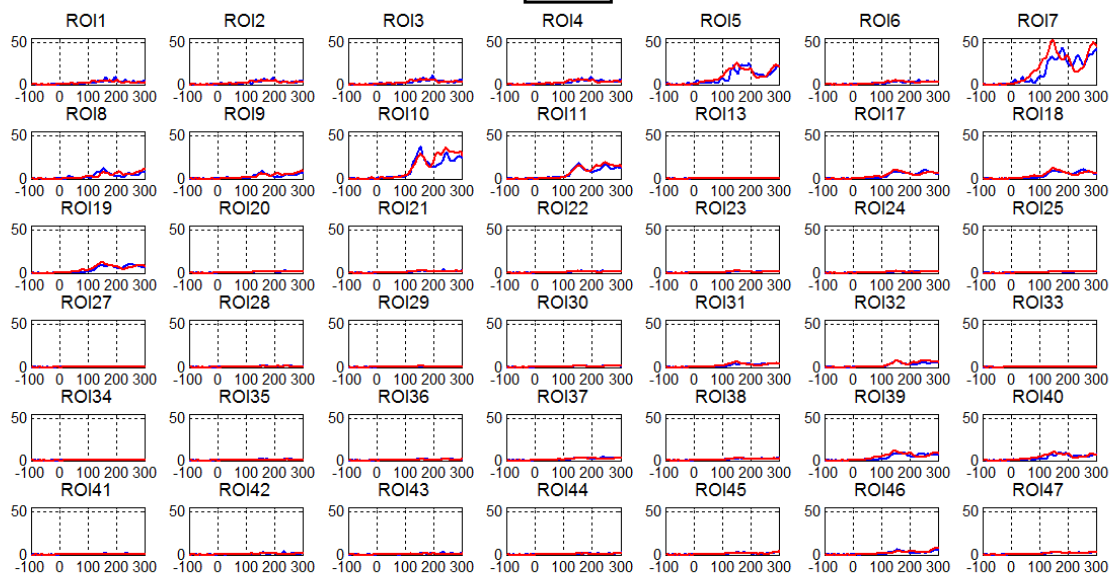 ROI1 ROI2 ROI3 ROI4 ROI5 ROI6 ROI7
50 50 50 50 50 50 50
0 0 0 0 0 0 0
-100 0 100 200 300 -100 0 100 200 300 -100 0 100 200 300 -100 0 100 200 300 -100 0 100 200 300 -100 0 100 200 300 -100 0 100 200 300
ROI8 ROI9 ROI10 ROI11 ROI13 ROI17 ROI18
50 50 50 50 50 50 50
0 0 0 0 0 0 0
-100 0 100 200 300 -100 0 100 200 300 -100 0 100 200 300 -100 0 100 200 300 -100 0 100 200 300 -100 0 100 200 300 -100 0 100 200 300
ROI19 ROI20 ROI21 ROI22 ROI23 ROI24 ROI25
50 50 50 50 50 50 50
0 0 0 0 0 0 0
-100 0 100 200 300 -100 0 100 200 300 -100 0 100 200 300 -100 0 100 200 300 -100 0 100 200 300 -100 0 100 200 300 -100 0 100 200 300
ROI27 ROI28 ROI29 ROI30 ROI31 ROI32 ROI33
50 50 50 50 50 50 50
0 0 0 0 0 0 0
-100 0 100 200 300 -100 0 100 200 300 -100 0 100 200 300 -100 0 100 200 300 -100 0 100 200 300 -100 0 100 200 300 -100 0 100 200 300
ROI34 ROI35 ROI36 ROI37 ROI38 ROI39 ROI40
50 50 50 50 50 50 50
0 0 0 0 0 0 0
-100 0 100 200 300 -100 0 100 200 300 -100 0 100 200 300 -100 0 100 200 300 -100 0 100 200 300 -100 0 100 200 300 -100 0 100 200 300
ROI41 ROI42 ROI43 ROI44 ROI45 ROI46 ROI47
50 50 50 50 50 50 50
0 0 0 0 0 0 0
-100 0 100 200 300 -100 0 100 200 300 -100 0 100 200 300 -100 0 100 200 300 -100 0 100 200 300 -100 0 100 200 300 -100 0 100 200 300